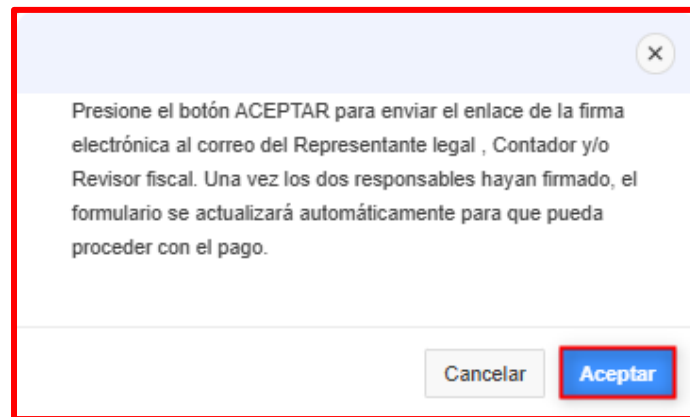 Presione el botón ACEPTAR para enviar el enlace de la firma
electrónica al correo del Representante legal , Contador y/o
Revisor fiscal. Una vez los dos responsables hayan firmado, el
formulario se actualizará automáticamente para que pueda
proceder con el pago.
Cancelar Aceptar